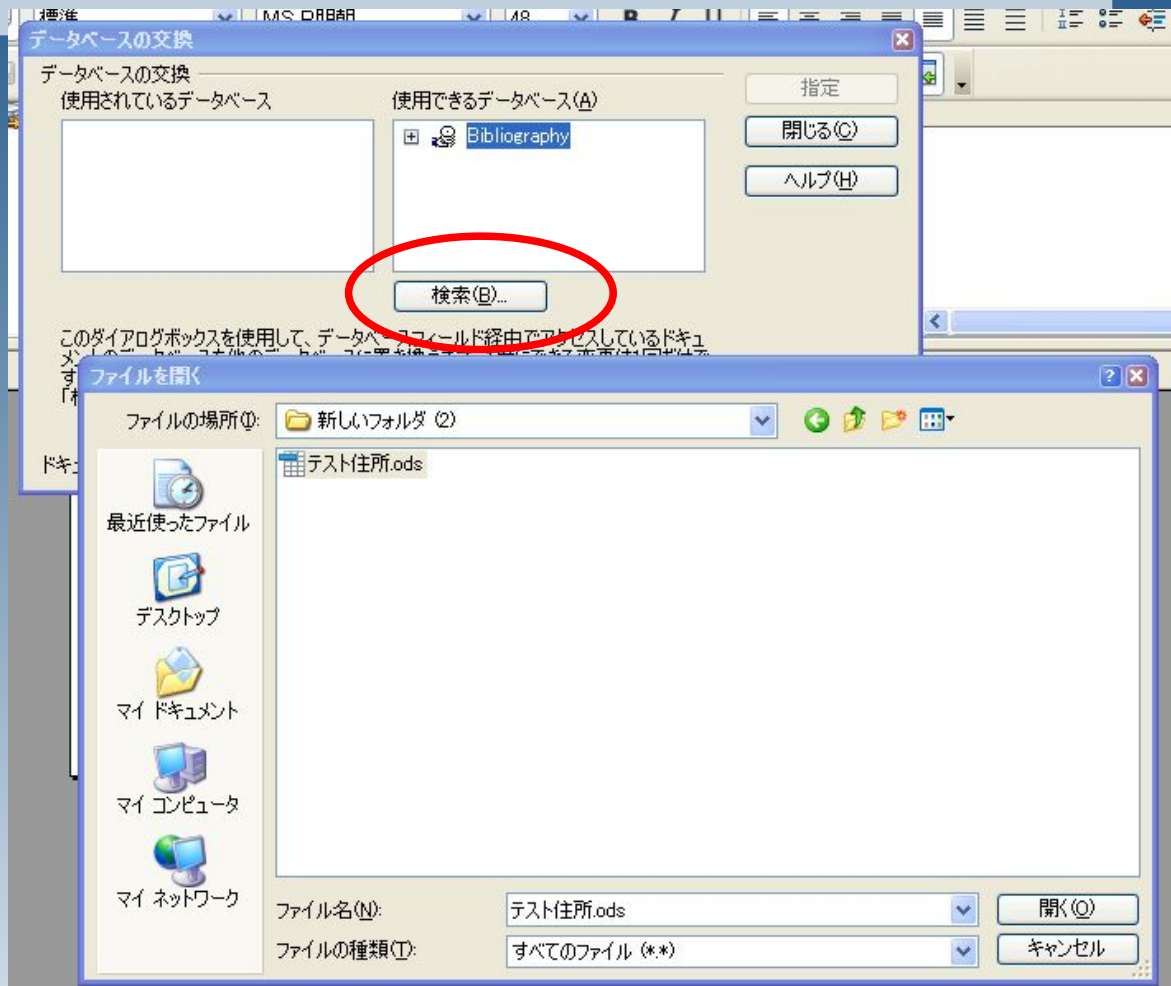 標準 MS P明朝 48 B I U
データベースの交換
データベースの交換
使用されているデータベース 使用できるデータベース(A)
指定
Bibliography
閉じる(C)
ヘルプ(H)
検索(B)...
このダイアログボックスを使用して、データベースフィールド経由でアクセスしているドキュ
ファイルを開く
ファイルの場所(I): 新しいフォルダ (2)
テスト住所.ods
最近使ったファイル
デスクトップ
マイ ドキュメント
マイ コンピュータ
マイ ネットワーク
ファイル名(N): テスト住所.ods 開く(O)
ファイルの種類(T): すべてのファイル (*.*) キャンセル